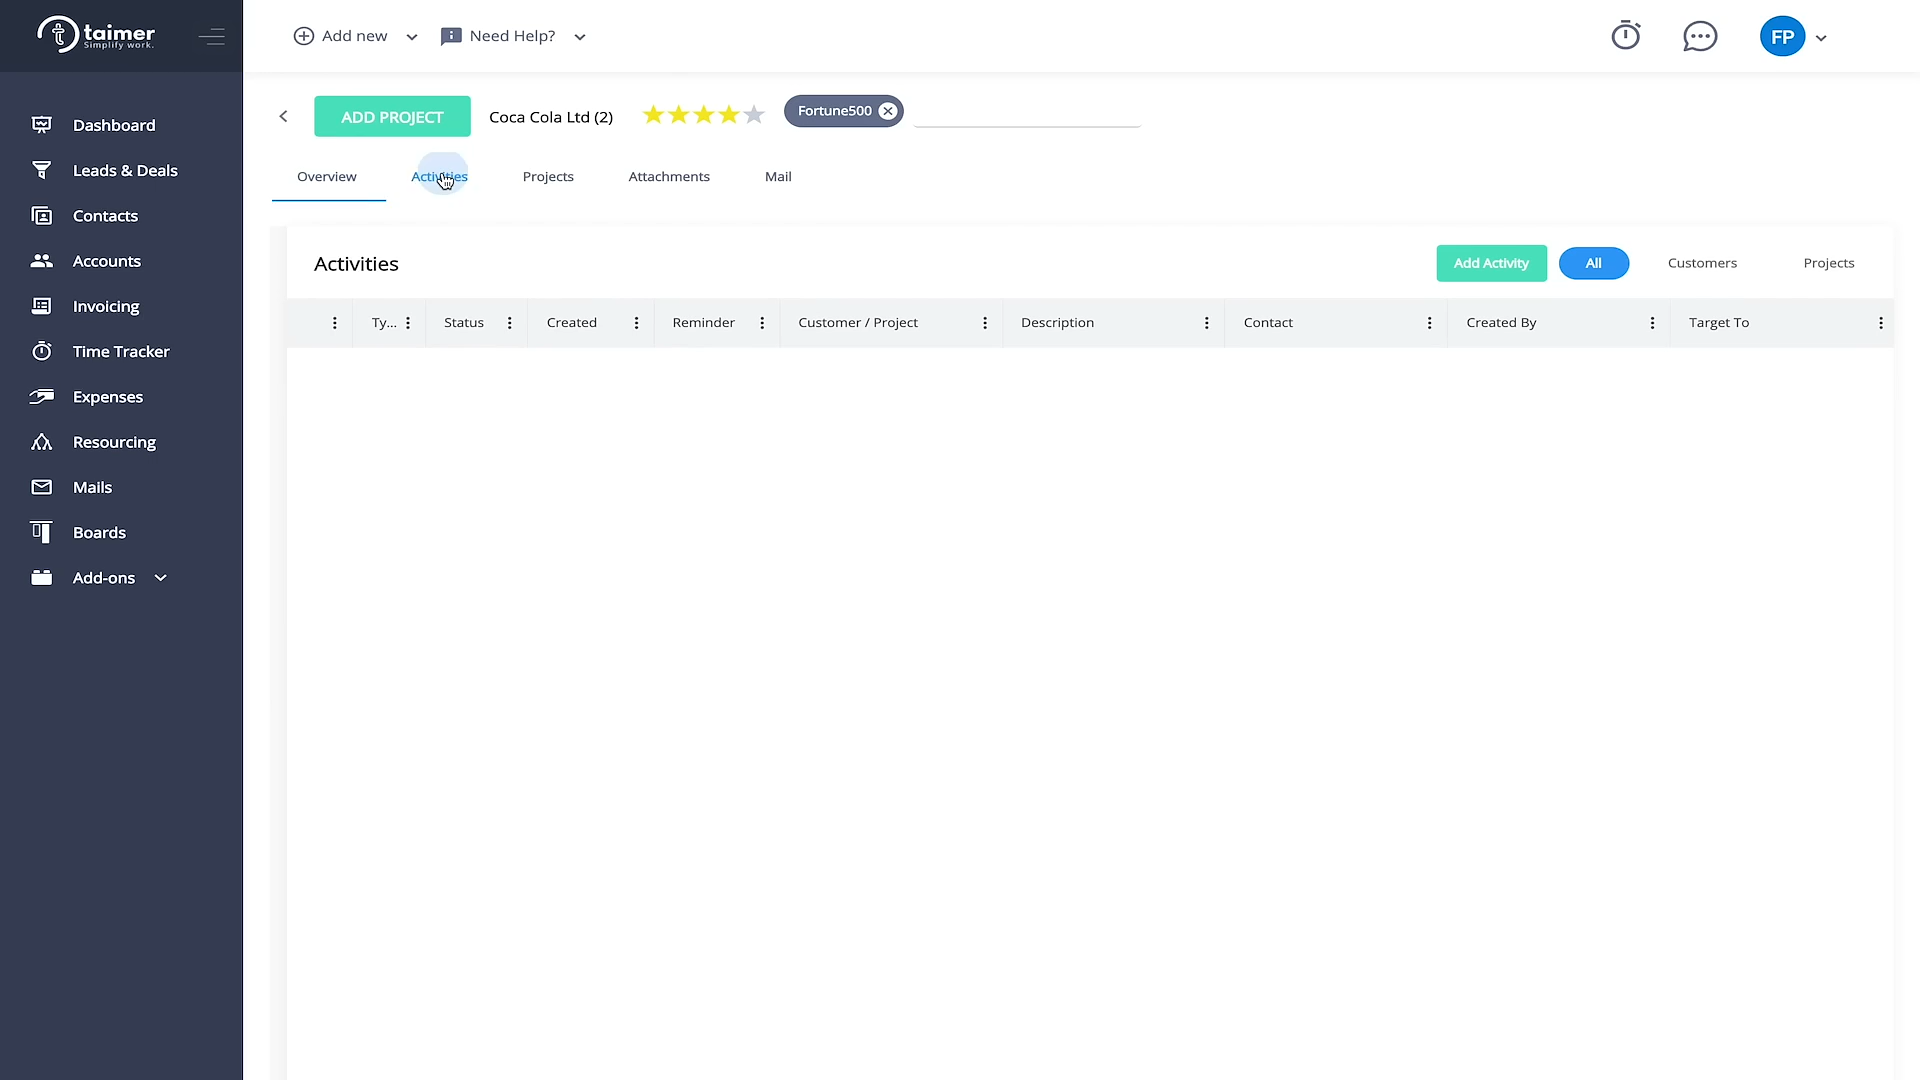 taimer
Simplify work.
Add new
Need Help?
FP
ADD PROJECT
Coca Cola Ltd (2)
Fortune500
Dashboard
Leads & Deals
Contacts
Accounts
Invoicing
Time Tracker
Expenses
Resourcing
Mails
Boards
Add-ons
Overview
Activities
Projects
Attachments
Mail
Activities
Add Activity
All
Customers
Projects
Ty...
Status
Created
Reminder
Customer / Project
Description
Contact
Created By
Target To